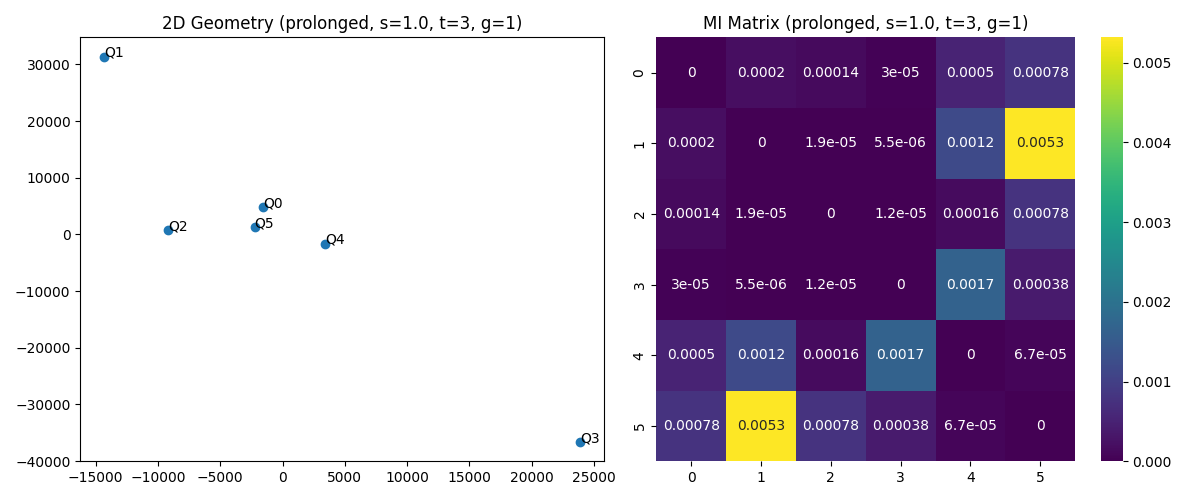 2D Geometry (prolonged, s=1.0, t=3, g=1)
30000
20000
10000
0
−10000
−20000
−30000
−40000
Q1
Q0
Q2
Q5
Q4
Q3
−15000 −10000 −5000 0 5000 10000 15000 20000 25000
MI Matrix (prolonged, s=1.0, t=3, g=1)
0 0 0.0002 0.00014 3e-05 0.0005 0.00078
1 0.0002 0 1.9e-05 5.5e-06 0.0012 0.0053
2 0.00014 1.9e-05 0 1.2e-05 0.00016 0.00078
3 3e-05 5.5e-06 1.2e-05 0 0.0017 0.00038
4 0.0005 0.0012 0.00016 0.0017 0 6.7e-05
5 0.00078 0.0053 0.00078 0.00038 6.7e-05 0
0 1 2 3 4 5
0.005
0.004
0.003
0.002
0.001
0.000